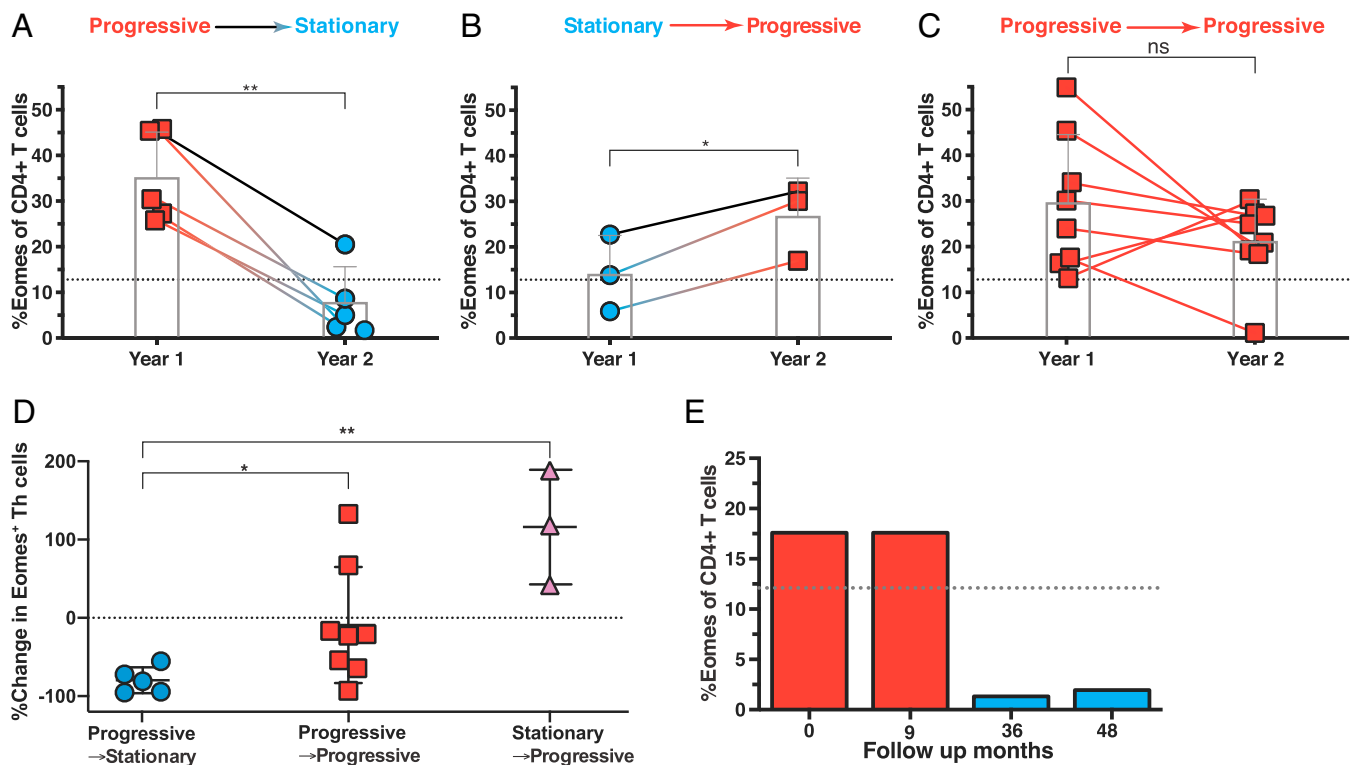 A
Progressive → Stationary
%Eomes of CD4+ T cells
**
50
40
30
20
10
0
Year 1
Year 2
B
Stationary → Progressive
%Eomes of CD4+ T cells
*
50
40
30
20
10
0
Year 1
Year 2
C
Progressive → Progressive
ns
%Eomes of CD4+ T cells
50
40
30
20
10
0
Year 1
Year 2
D
%Change in Eomes⁺ Th cells
**
*
200
100
0
-100
Progressive
→Stationary
Progressive
→Progressive
Stationary
→Progressive
E
%Eomes of CD4+ T cells
25
20
15
10
5
0
0
9
36
48
Follow up months